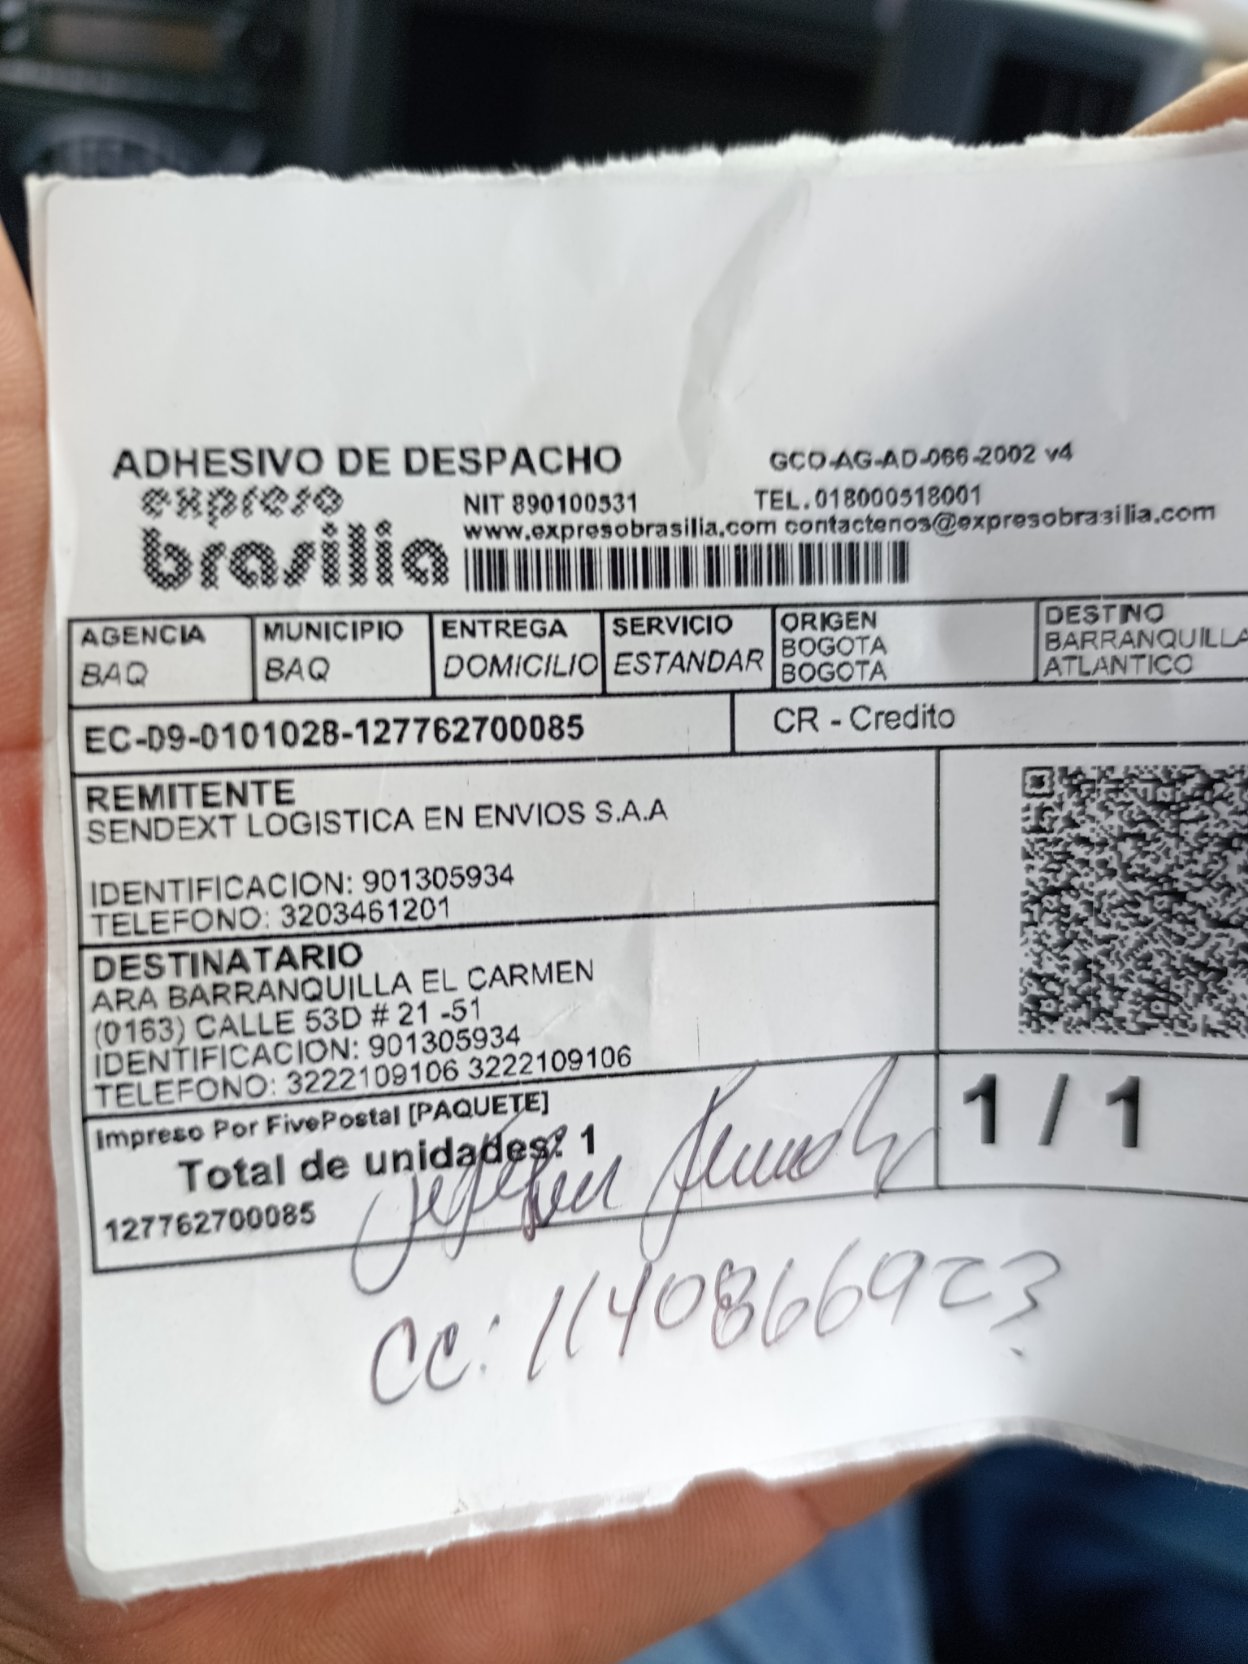 ADHESIVO DE DESPACHO
GCO-AG-AD-066-2002 v4
expreso
brasilia
NIT 890100531
TEL.018000518001
www.expresobrasilia.com contactenos@expresobrasilia.com
AGENCIA
BAQ
MUNICIPIO
BAQ
ENTREGA
DOMICILIO
SERVICIO
ESTANDAR
ORIGEN
BOGOTA
BOGOTA
DESTINO
BARRANQUILLA
ATLANTICO
EC-09-0101028-127762700085
CR - Credito
REMITENTE
SENDEXT LOGISTICA EN ENVIOS S.A.A
IDENTIFICACION: 901305934
TELEFONO: 3203461201
DESTINATARIO
ARA BARRANQUILLA EL CARMEN
(0163) CALLE 53D # 21 -51
IDENTIFICACION: 901305934
TELEFONO: 3222109106 3222109106
Impreso Por FivePostal [PAQUETE]
Total de unidades: 1
127762700085
1 / 1
CC: 1140866923